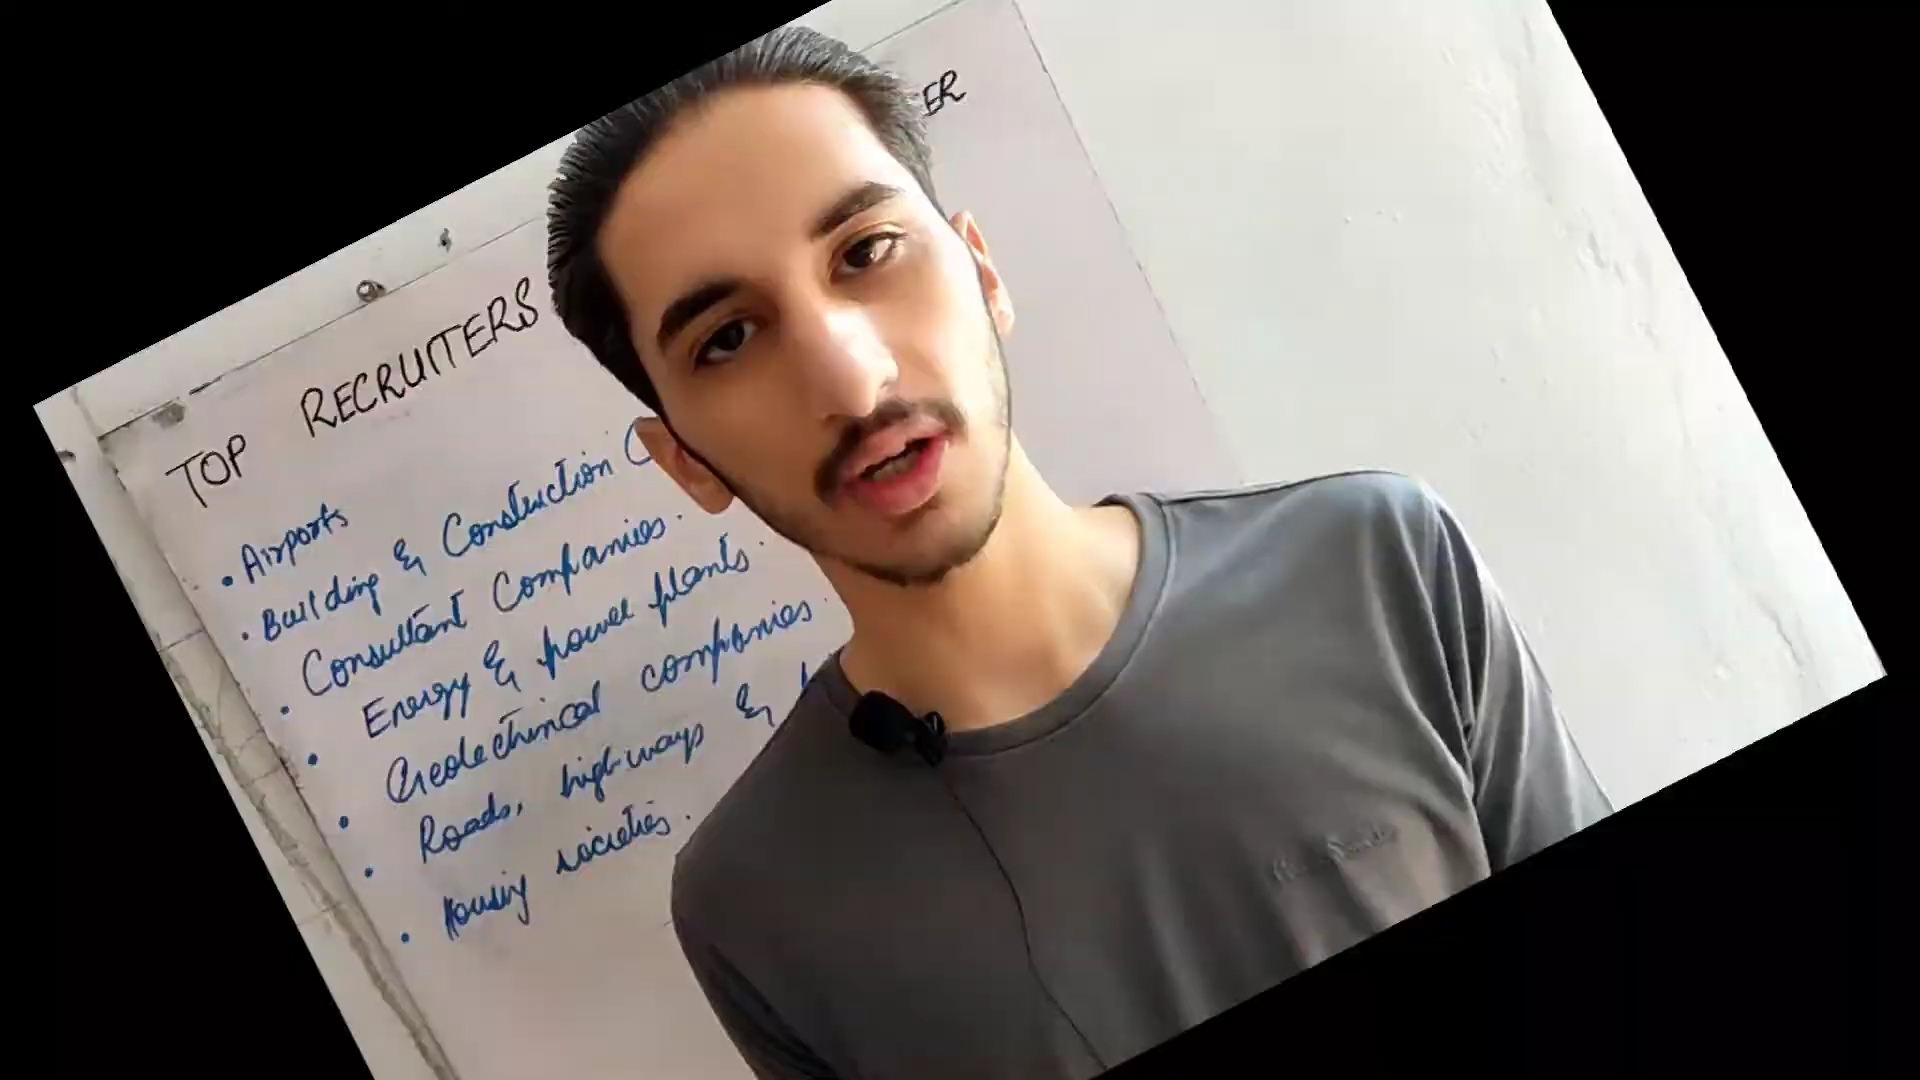 TOP RECRUITERS ER
• Airports
• Building & Construction C
• Consultant Companies.
• Energy & power plants.
• Geotechnical companies.
• Roads, highways &
• Housing societies.